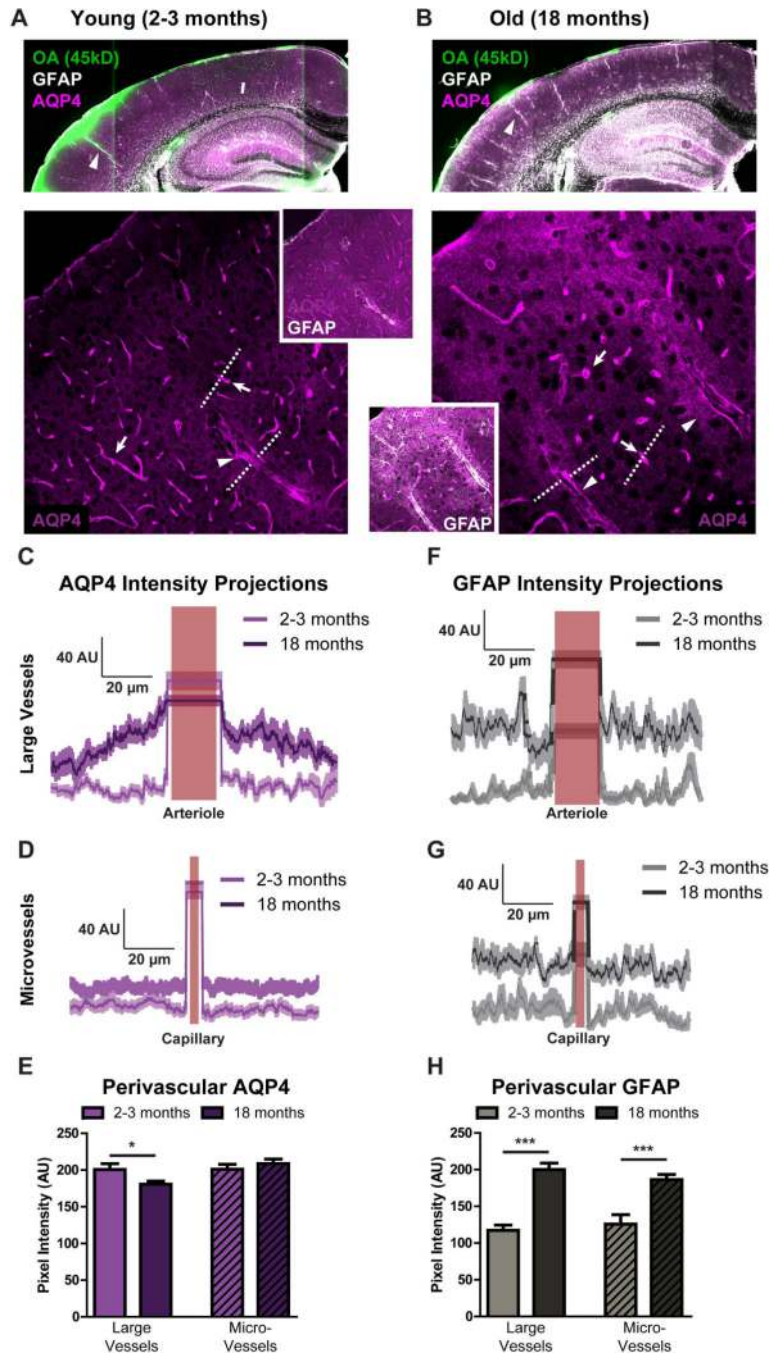 A Young (2-3 months)
OA (45kD)
GFAP
AQP4
AQP4
GFAP
AQP4
B Old (18 months)
OA (45kD)
GFAP
AQP4
GFAP
AQP4
C
AQP4 Intensity Projections
Large Vessels
2-3 months
18 months
40 AU
20 μm
Arteriole
D
Microvessels
2-3 months
18 months
40 AU
20 μm
Capillary
E
Perivascular AQP4
2-3 months 18 months
Pixel Intensity (AU)
250
200
150
100
50
0
*
Large Vessels
Micro-Vessels
F
GFAP Intensity Projections
2-3 months
18 months
40 AU
20 μm
Arteriole
G
2-3 months
18 months
40 AU
20 μm
Capillary
H
Perivascular GFAP
2-3 months 18 months
Pixel Intensity (AU)
250
200
150
100
50
0
***
***
Large
Vessels
Micro-
Vessels